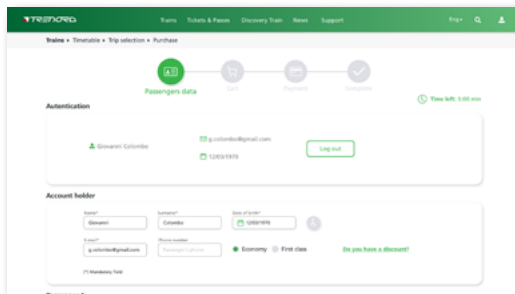 TRENORD Trains Tickets & Passes Discovery Train News Support Eng
Trains • Timetable • Trip selection • Purchase
Passengers data Cart Payment Complete
Time left: 5:00 min
Autentication
Giovanni Colombo
g.colombo@gmail.com
12/03/1970
Log out
Account holder
Name* Surname* Date of birth*
Giovanni Colombo 12/03/1970
E-mail* Phone number
g.colombo@gmail.com Passenger's phone Economy First class Do you have a discount?
(*) Mandatory field